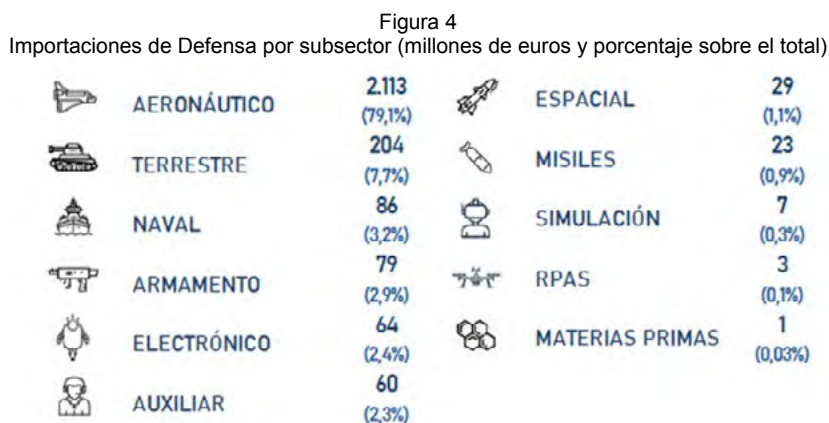 Figura 4
Importaciones de Defensa por subsector (millones de euros y porcentaje sobre el total)
AERONÁUTICO
2.113
(79,1%)
TERRESTRE
204
(7,7%)
NAVAL
86
(3,2%)
ARMAMENTO
79
(2,9%)
ELECTRÓNICO
64
(2,4%)
AUXILIAR
60
(2,3%)
ESPACIAL
29
(1,1%)
MISILES
23
(0,9%)
SIMULACIÓN
7
(0,3%)
RPAS
3
(0,1%)
MATERIAS PRIMAS
1
(0,03%)